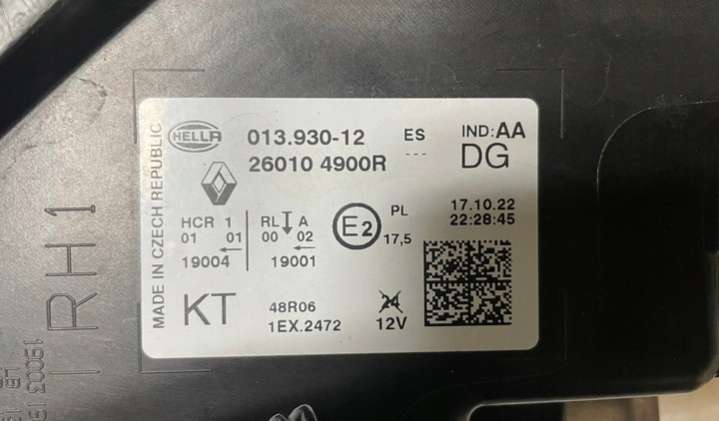 MADE IN CZECH REPUBLIC
HELLA
013.930-12
ES
IND:AA
26010 4900R
---
DG
HCR 1
01 01
19004
RL A
00 02
19001
E2
PL
17,5
17.10.22
22:28:45
KT
48R06
1EX.2472
24
12V
RH1